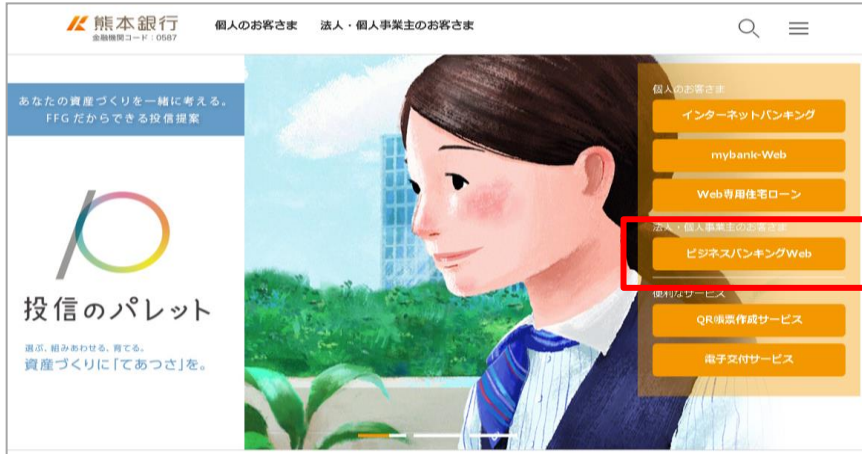 熊本銀行
金融機関コード：0587
個人のお客さま
法人・個人事業主のお客さま
あなたの資産づくりを一緒に考える。
FFGだからできる投信提案
投信のパレット
選ぶ、組みあわせる、育てる。
資産づくりに「てあつさ」を。
個人のお客さま
インターネットバンキング
mybank-Web
Web専用住宅ローン
法人・個人事業主のお客さま
ビジネスバンキングWeb
便利なサービス
QR帳票作成サービス
電子交付サービス